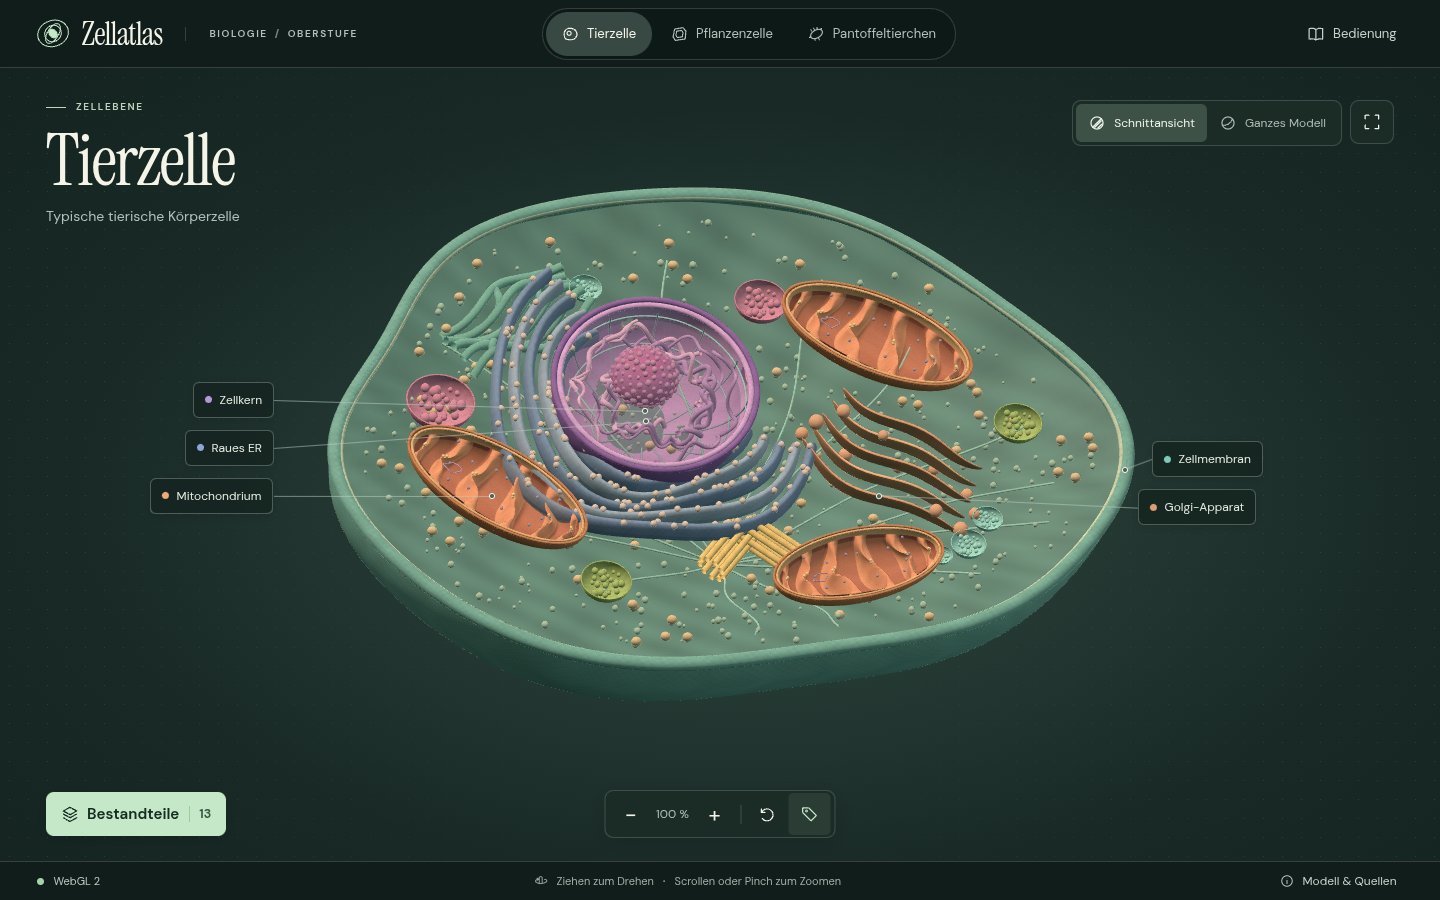 Zellatlas
BIOLOGIE / OBERSTUFE
Tierzelle
Pflanzenzelle
Pantoffeltierchen
Bedienung
ZELLEBENE
Tierzelle
Typische tierische Körperzelle
Schnittansicht
Ganzes Modell
Zellkern
Raues ER
Mitochondrium
Zellmembran
Golgi-Apparat
Bestandteile 13
− 100 % +
WebGL 2
Ziehen zum Drehen · Scrollen oder Pinch zum Zoomen
Modell & Quellen